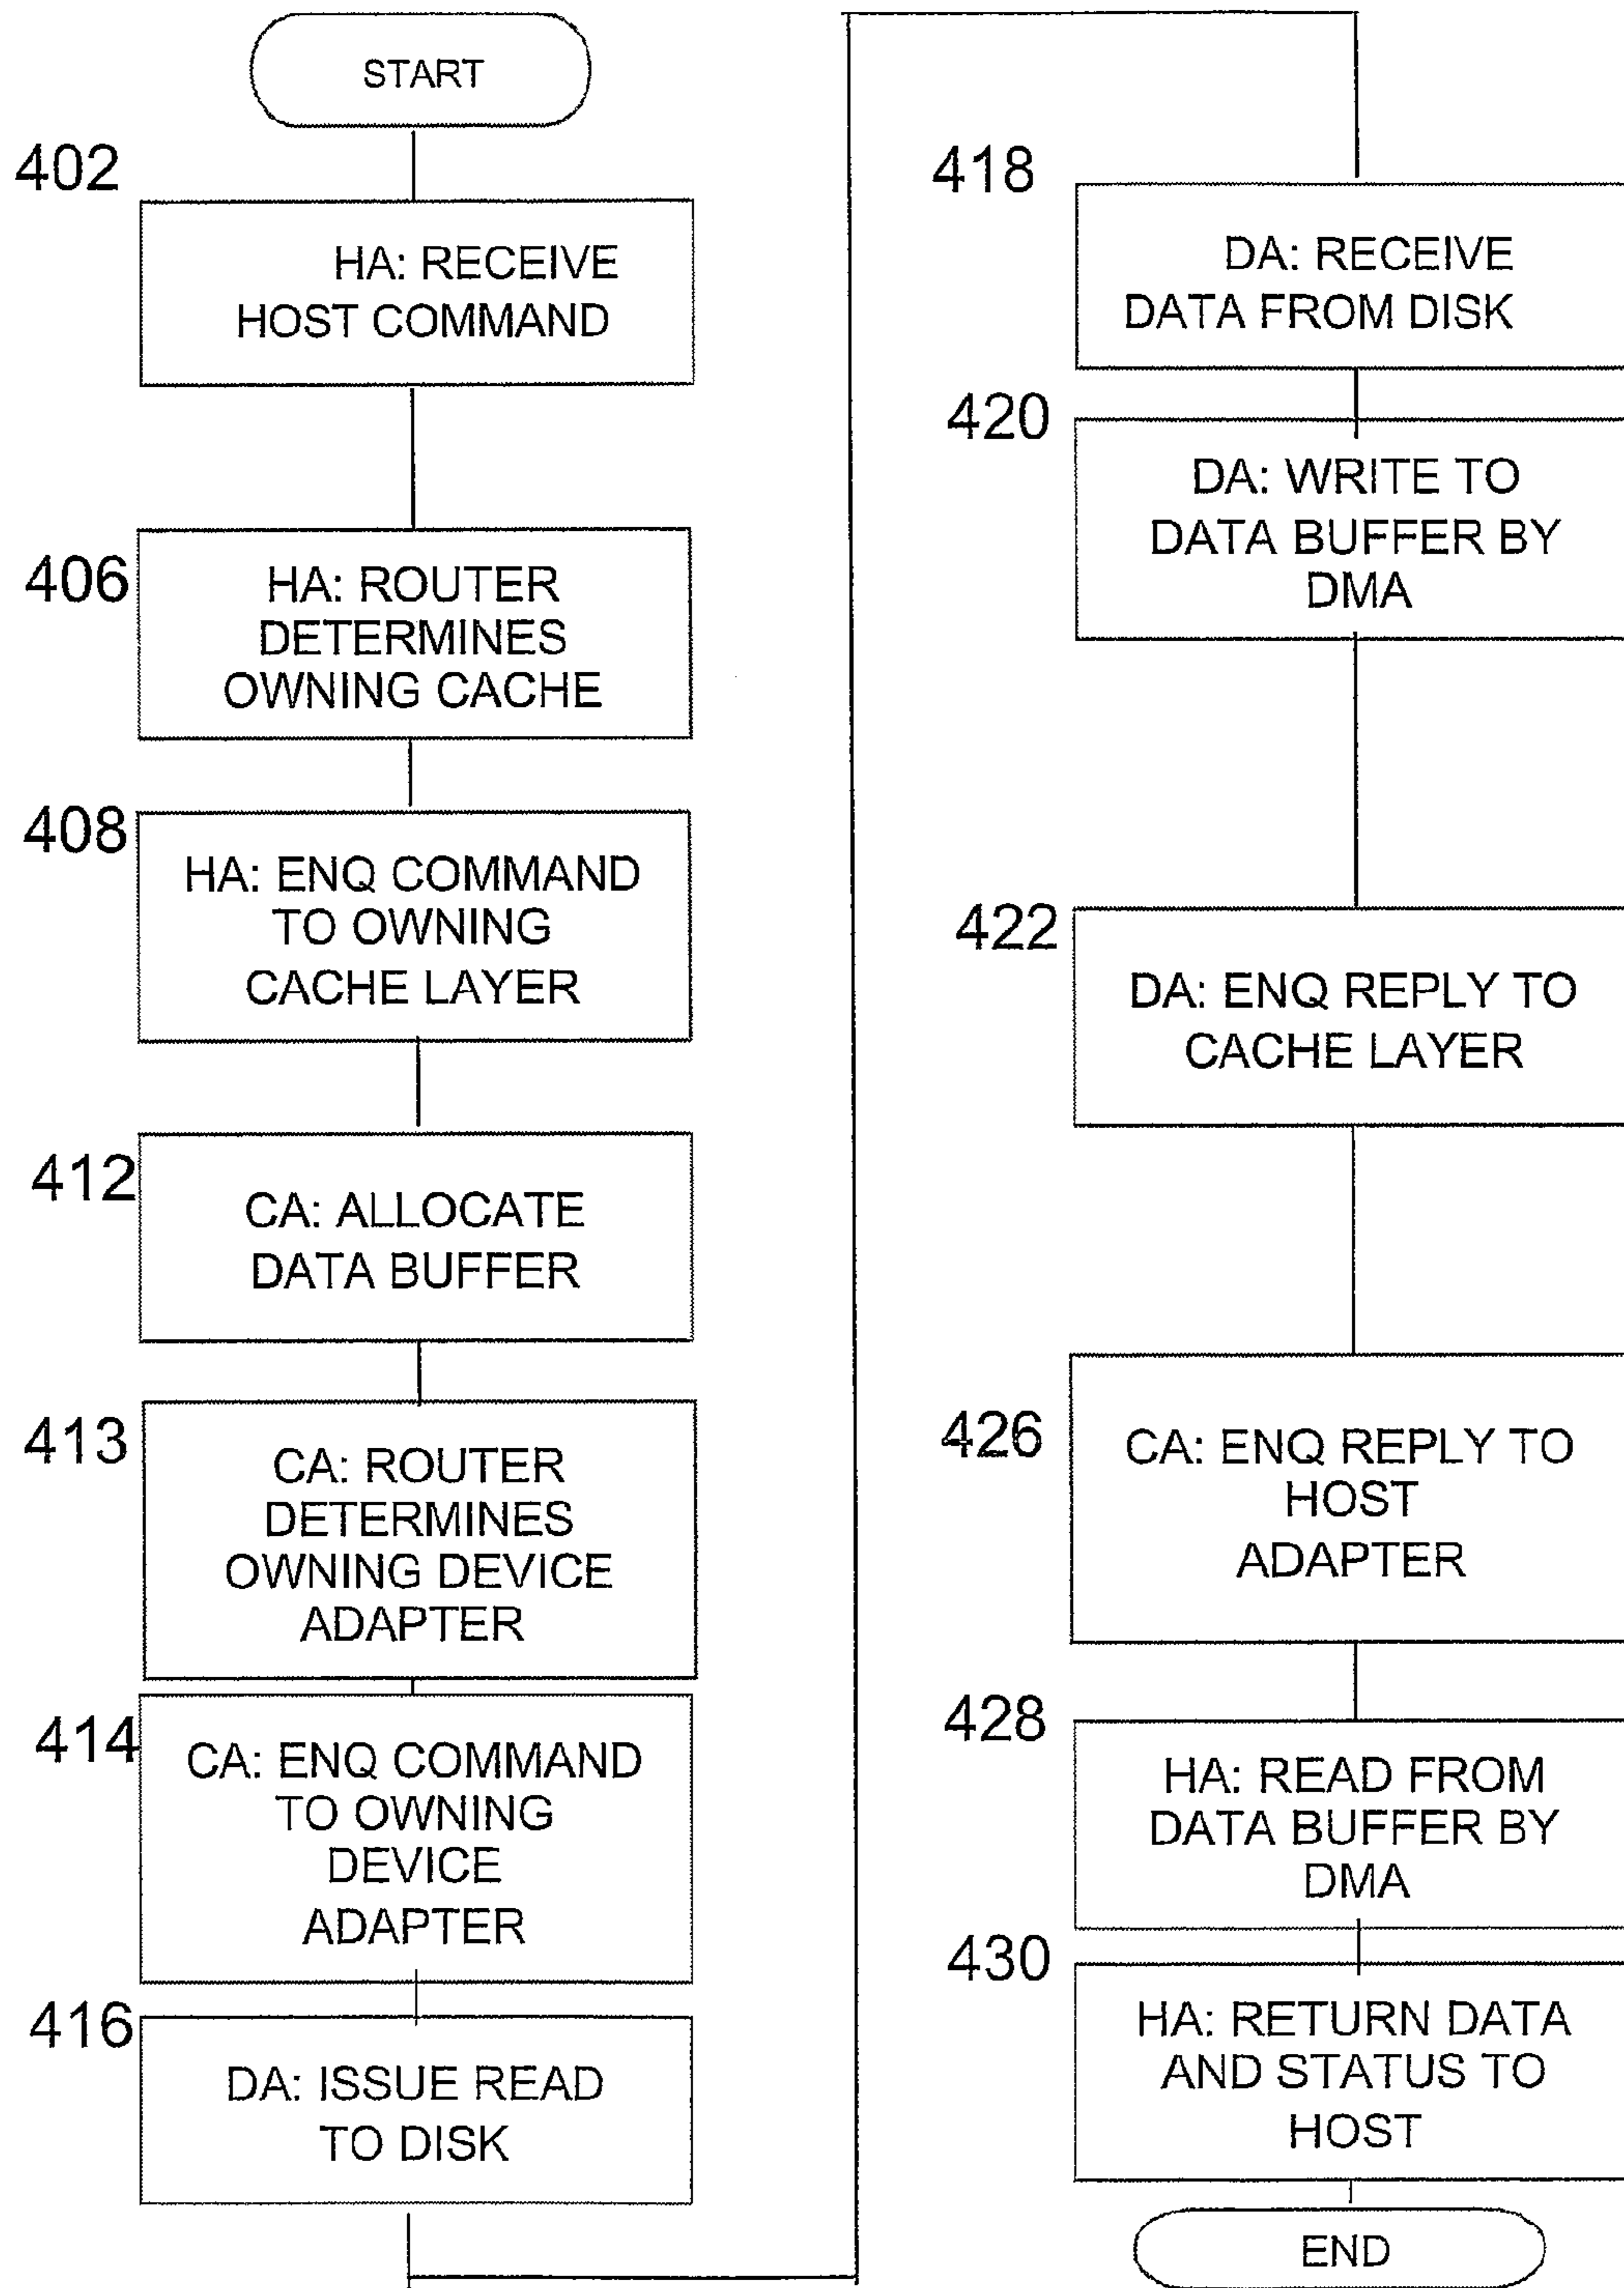 START
402
HA: RECEIVE
HOST COMMAND
406
HA: ROUTER
DETERMINES
OWNING CACHE
408
HA: ENQ COMMAND
TO OWNING
CACHE LAYER
412
CA: ALLOCATE
DATA BUFFER
413
CA: ROUTER
DETERMINES
OWNING DEVICE
ADAPTER
414
CA: ENQ COMMAND
TO OWNING
DEVICE
ADAPTER
416
DA: ISSUE READ
TO DISK
418
DA: RECEIVE
DATA FROM DISK
420
DA: WRITE TO
DATA BUFFER BY
DMA
422
DA: ENQ REPLY TO
CACHE LAYER
426
CA: ENQ REPLY TO
HOST
ADAPTER
428
HA: READ FROM
DATA BUFFER BY
DMA
430
HA: RETURN DATA
AND STATUS TO
HOST
END